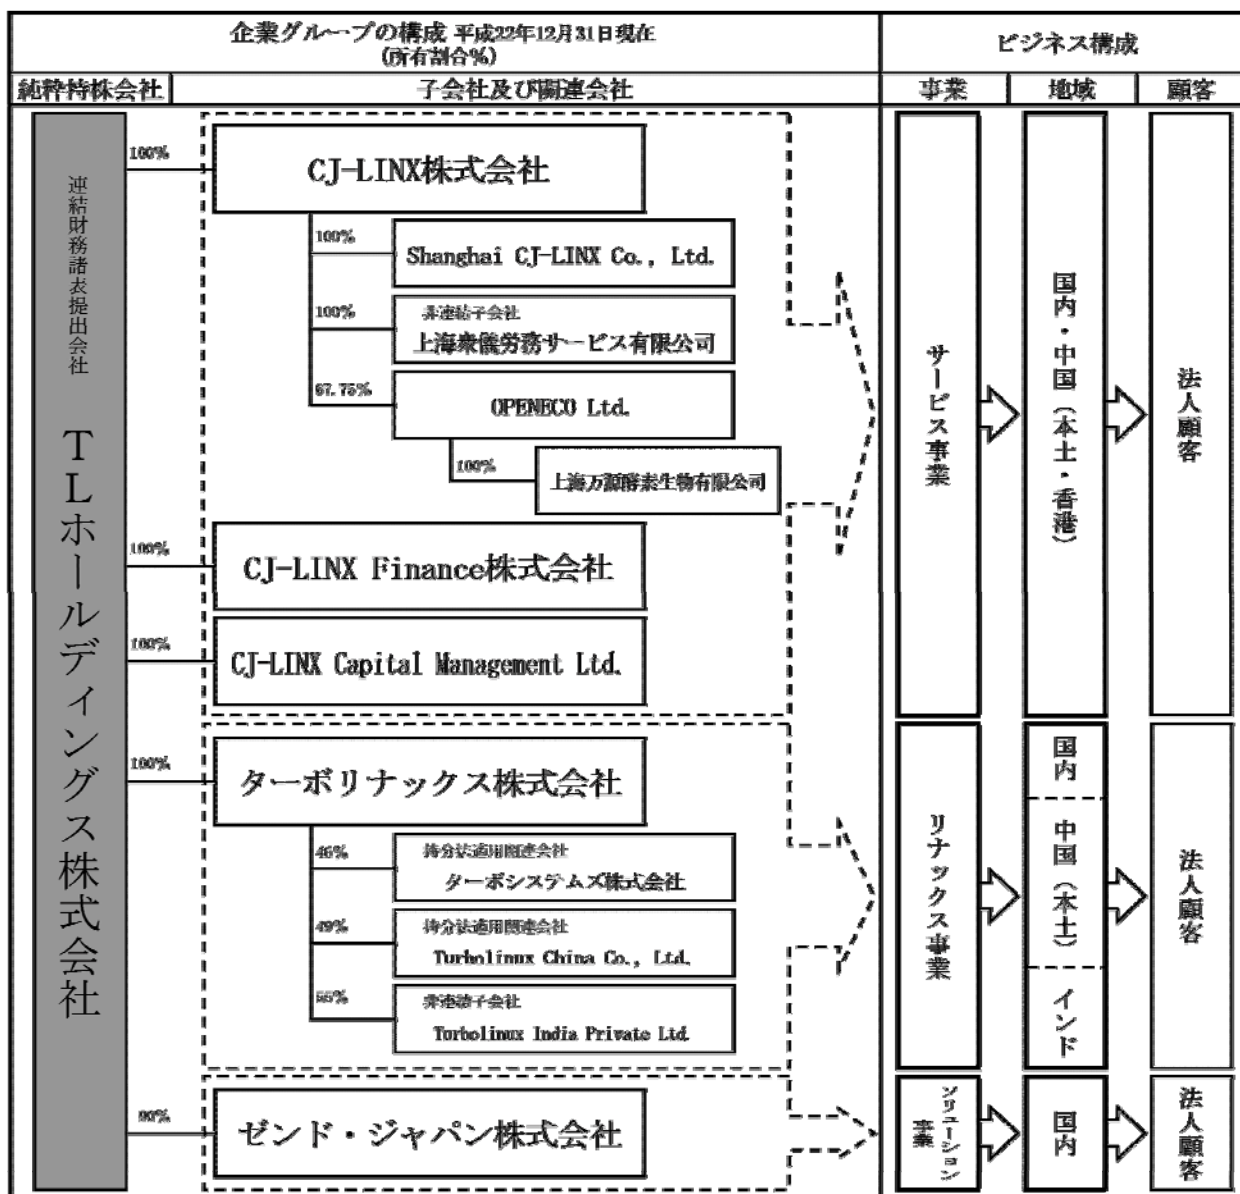 企業グループの構成 平成22年12月31日現在
(所有割合%)
ビジネス構成
純粋持株会社
子会社及び関連会社
事業
地域
顧客
連結財務諸表提出会社
TLホールディングス株式会社
100%
CJ-LINX株式会社
100%
Shanghai CJ-LINX Co., Ltd.
100%
非連結子会社
上海衆儀労務サービス有限公司
67.75%
OPENECO Ltd.
100%
上海万源酵素生物有限公司
100%
CJ-LINX Finance株式会社
100%
CJ-LINX Capital Management Ltd.
サービス事業
国内・中国(本土・香港)
法人顧客
100%
ターボリナックス株式会社
46%
持分法適用関連会社
ターボシステムズ株式会社
49%
持分法適用関連会社
Turbolinux China Co., Ltd.
55%
非連結子会社
Turbolinux India Private Ltd.
リナックス事業
国内
中国(本土)
インド
法人顧客
90%
ゼンド・ジャパン株式会社
ソリューション
事業
国内
法人顧客